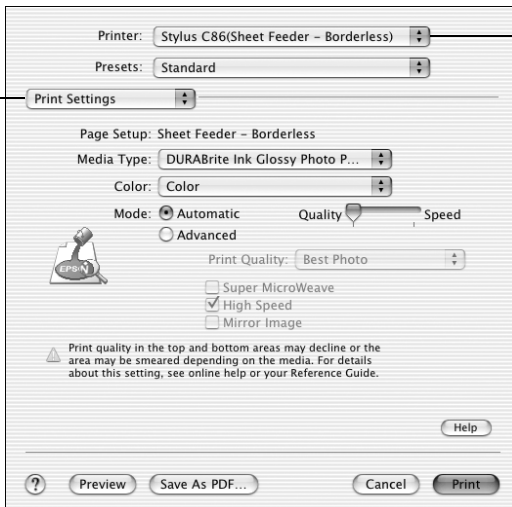 Printer: Stylus C86(Sheet Feeder – Borderless)
Presets: Standard
Print Settings
Page Setup: Sheet Feeder – Borderless
Media Type: DURABrite Ink Glossy Photo P...
Color: Color
Mode: Automatic Quality Speed
Advanced
EPSON
Print Quality: Best Photo
Super MicroWeave
High Speed
Mirror Image
Print quality in the top and bottom areas may decline or the
area may be smeared depending on the media. For details
about this setting, see online help or your Reference Guide.
Help
? Preview Save As PDF... Cancel Print